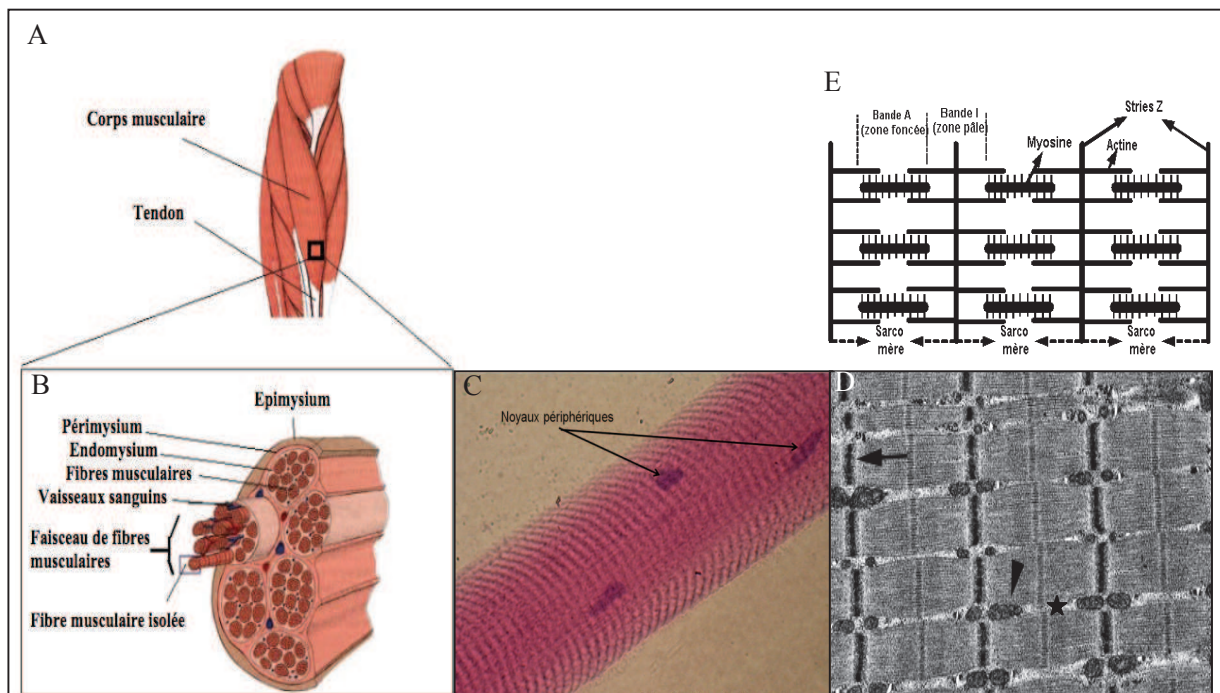 A
Corps musculaire
Tendon
E
Bande A
(zone foncée)
Bande I
(zone pâle)
Stries Z
Myosine
Actine
Sarco
mère
Sarco
mère
Sarco
mère
B
Epimysium
Périmysium
Endomysium
Fibres musculaires
Vaisseaux sanguins
Faisceau de fibres
musculaires
Fibre musculaire isolée
C
Noyaux périphériques
D